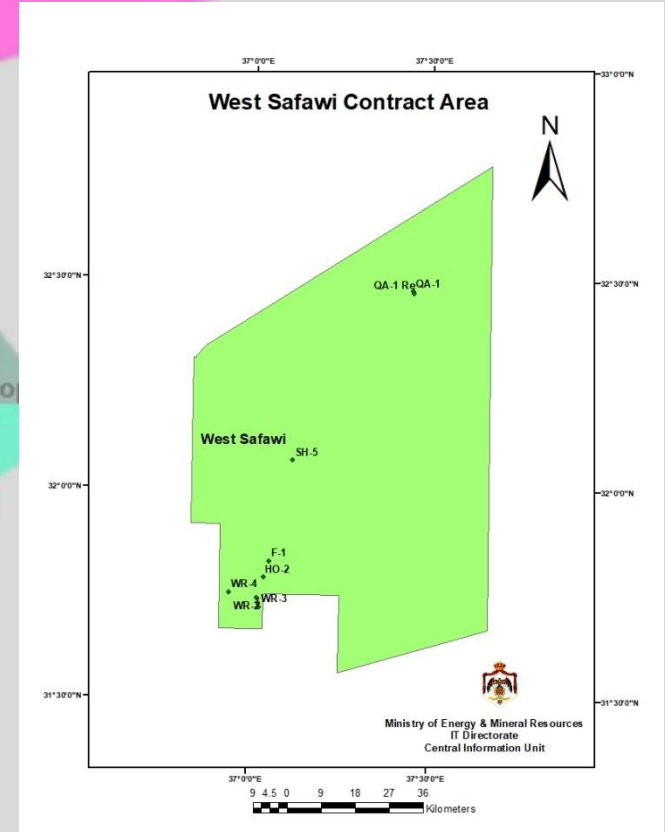 37°0'0"E 37°30'0"E
33°0'0"N
West Safawi Contract Area
N
32°30'0"N 32°30'0"N
QA-1 Re QA-1
West Safawi
SH-5
32°0'0"N 32°0'0"N
F-1
HO-2
WR-4
WR-3
31°30'0"N 31°30'0"N
Ministry of Energy & Mineral Resources
IT Directorate
Central Information Unit
37°0'0"E 37°30'0"E
9 4.5 0 9 18 27 36
Kilometers